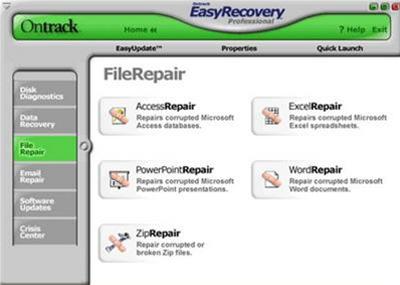 Ontrack
Ontrack
EasyRecovery
Professional
Home
? Help Exit
EasyUpdate™ Properties Quick Launch
Disk
Diagnostics
Data
Recovery
File
Repair
Email
Repair
Software
Updates
Crisis
Center
FileRepair
AccessRepair
Repairs corrupted Microsoft
Access databases.
ExcelRepair
Repairs corrupted Microsoft
Excel spreadsheets.
PowerPointRepair
Repairs corrupted Microsoft
PowerPoint presentations.
WordRepair
Repairs corrupted Microsoft
Word documents.
ZipRepair
Repair corrupted or
broken Zip files.